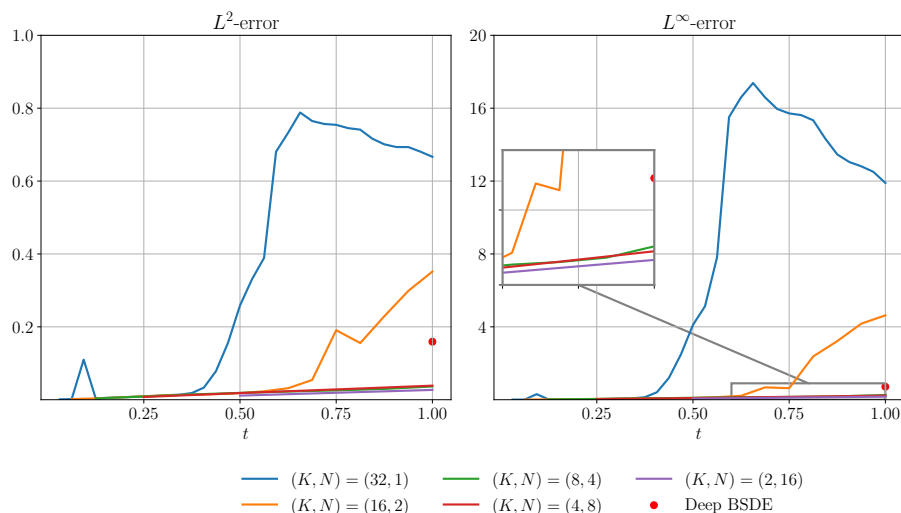 L²-error
1.0
0.8
0.6
0.4
0.2
0.25 0.50 0.75 1.00
t
L∞-error
20
16
12
8
4
0.25 0.50 0.75 1.00
t
(K, N) = (32, 1)
(K, N) = (16, 2)
(K, N) = (8, 4)
(K, N) = (4, 8)
(K, N) = (2, 16)
Deep BSDE